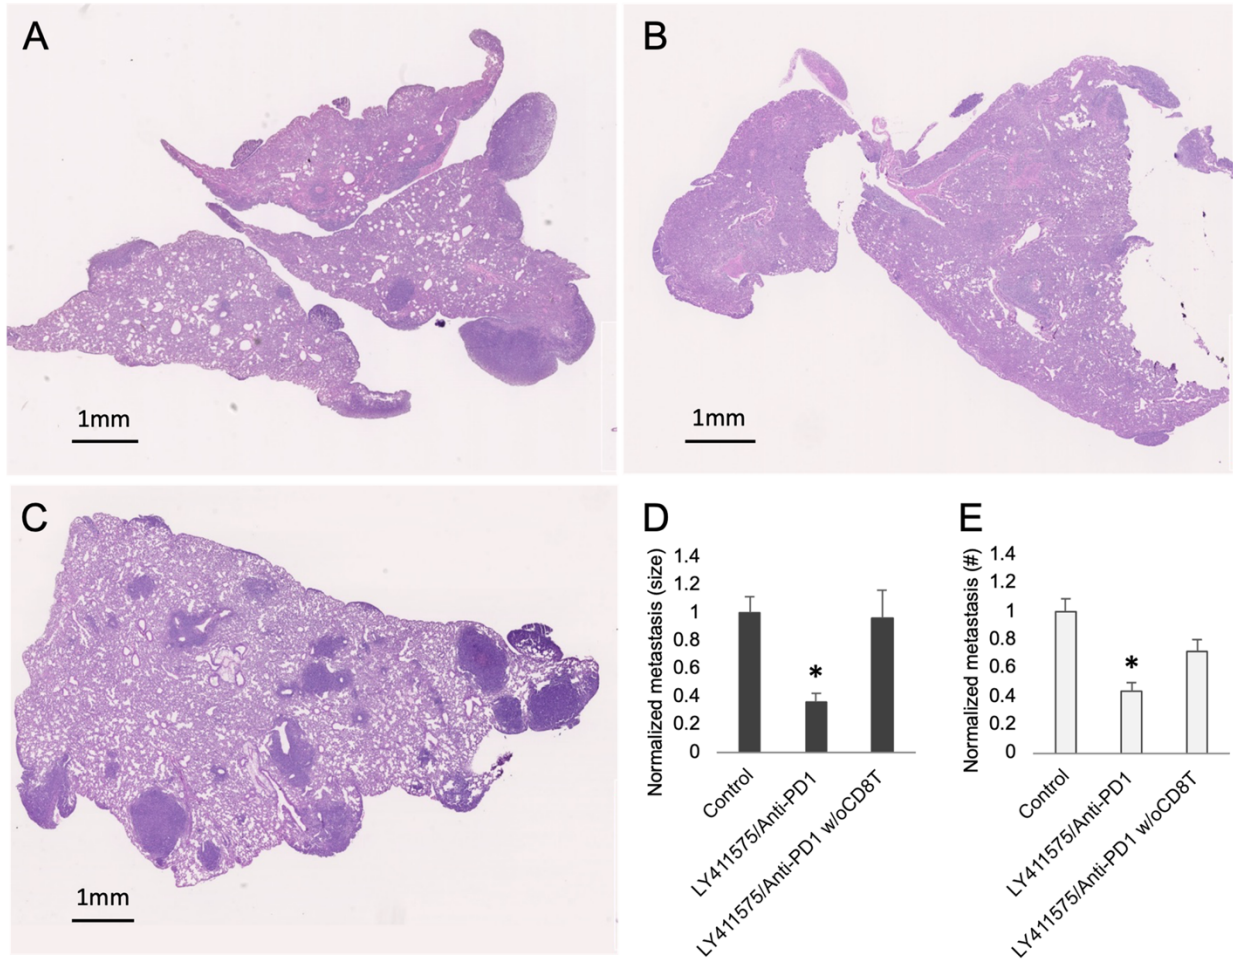 A
B
1mm
1mm
C
1mm
D
Normalized metastasis (size)
1.4
1.2
1
0.8
0.6
0.4
0.2
0
*
Control
LY411575/Anti-PD1
LY411575/Anti-PD1 w/oCD8T
E
Normalized metastasis (#)
1.4
1.2
1
0.8
0.6
0.4
0.2
0
*
Control
LY411575/Anti-PD1
LY411575/Anti-PD1 w/oCD8T